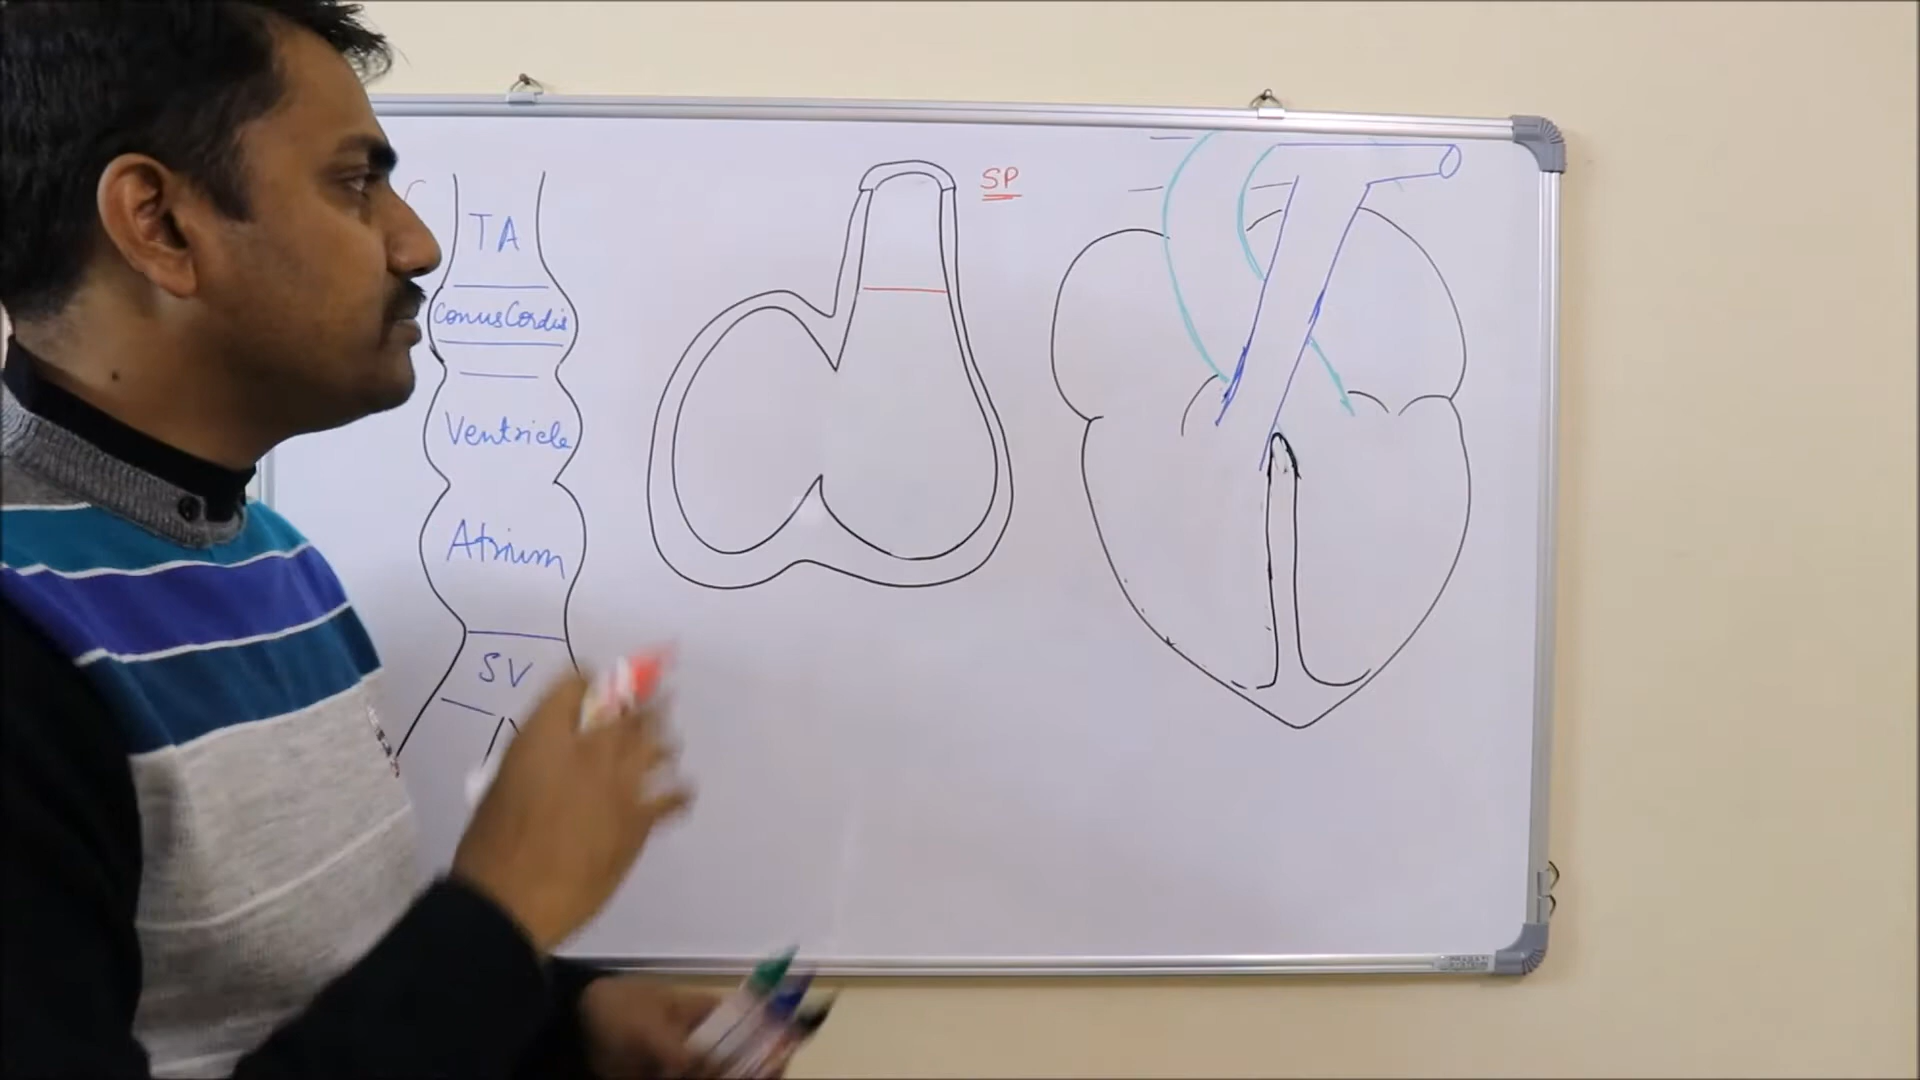 TA
Conus Cordis
Ventricle
Atrium
SV
SP